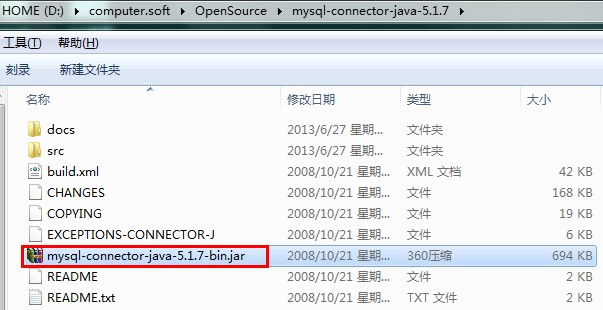 HOME (D:) ▸ computer.soft ▸ OpenSource ▸ mysql-connector-java-5.1.7 ▸
工具(T) 帮助(H)
刻录 新建文件夹
名称 修改日期 类型 大小
docs 2013/6/27 星期... 文件夹
src 2013/6/27 星期... 文件夹
build.xml 2008/10/21 星期... XML 文档 42 KB
CHANGES 2008/10/21 星期... 文件 168 KB
COPYING 2008/10/21 星期... 文件 19 KB
EXCEPTIONS-CONNECTOR-J 2008/10/21 星期... 文件 6 KB
mysql-connector-java-5.1.7-bin.jar 2008/10/21 星期... 360压缩 694 KB
README 2008/10/21 星期... 文件 2 KB
README.txt 2008/10/21 星期... TXT 文件 2 KB